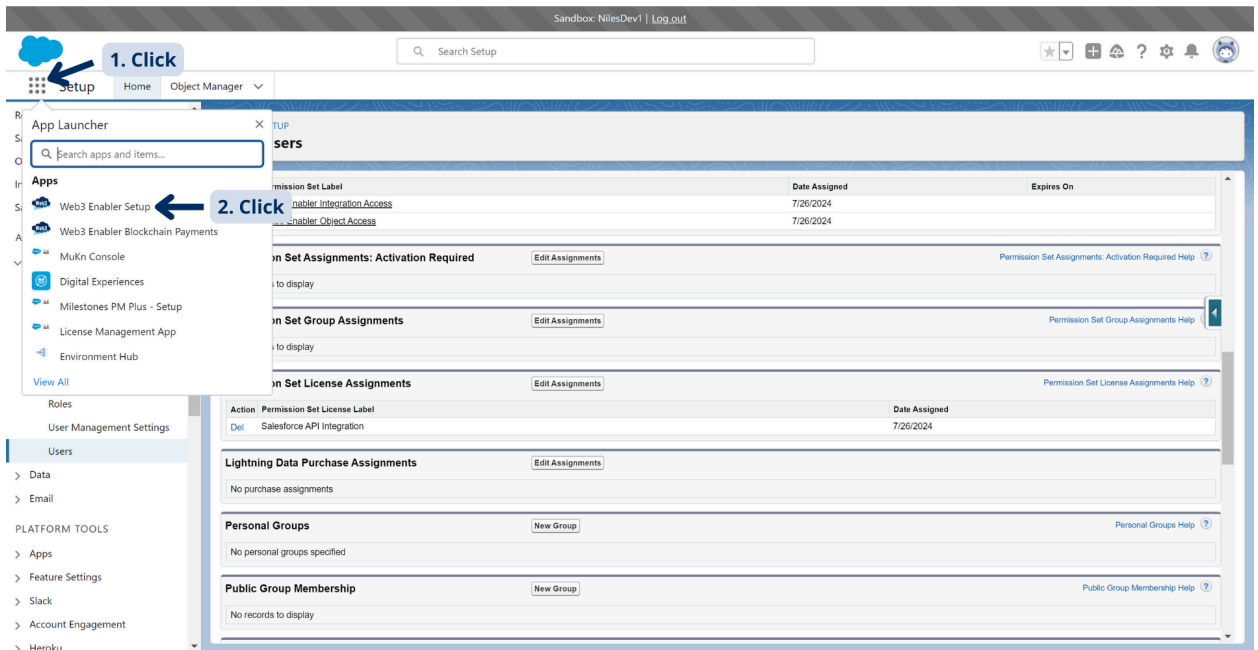 Sandbox: NilesDev1 | Log out
Search Setup
1. Click
Setup
Home
Object Manager
App Launcher
Search apps and items...
Apps
Web3 Enabler Setup
2. Click
Web3 Enabler Blockchain Payments
MuKn Console
Digital Experiences
Milestones PM Plus - Setup
License Management App
Environment Hub
View All
Roles
User Management Settings
Users
Data
Email
PLATFORM TOOLS
Apps
Feature Settings
Slack
Account Engagement
Heroku
TUP
sers
mission Set Label
Date Assigned
Expires On
nabler Integration Access
7/26/2024
Enabler Object Access
7/26/2024
on Set Assignments: Activation Required
Edit Assignments
Permission Set Assignments: Activation Required Help ?
to display
on Set Group Assignments
Edit Assignments
Permission Set Group Assignments Help
to display
on Set License Assignments
Edit Assignments
Permission Set License Assignments Help ?
Action Permission Set License Label
Date Assigned
Del Salesforce API Integration
7/26/2024
Lightning Data Purchase Assignments
Edit Assignments
No purchase assignments
Personal Groups
New Group
Personal Groups Help ?
No personal groups specified
Public Group Membership
New Group
Public Group Membership Help ?
No records to display